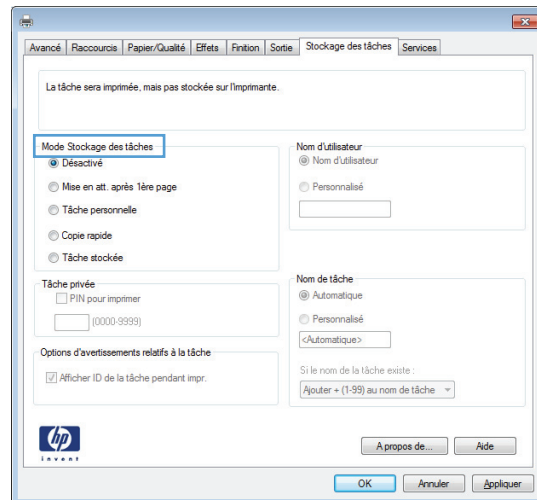 Avancé Raccourcis Papier/Qualité Effets Finition Sortie Stockage des tâches Services
La tâche sera imprimée, mais pas stockée sur l'imprimante.
Mode Stockage des tâches
Désactivé
Mise en att. après 1ère page
Tâche personnelle
Copie rapide
Tâche stockée
Nom d'utilisateur
Nom d'utilisateur
Personnalisé
Tâche privée
PIN pour imprimer
(0000-9999)
Nom de tâche
Automatique
Personnalisé
<Automatique>
Si le nom de la tâche existe :
Ajouter + (1-99) au nom de tâche
Options d'avertissements relatifs à la tâche
Afficher ID de la tâche pendant impr.
hp
invent
A propos de... Aide
OK Annuler Appliquer